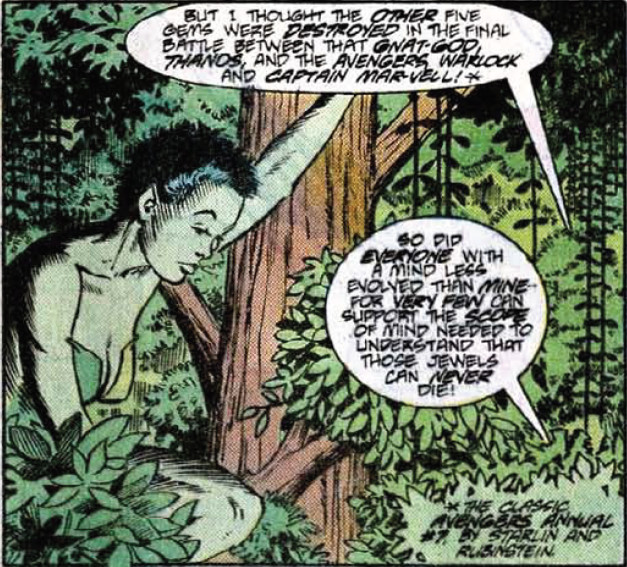 BUT I THOUGHT THE OTHER FIVE
GEMS WERE DESTROYED IN THE FINAL
BATTLE BETWEEN THAT GNAT-GOD,
THANOS, AND THE AVENGERS, WARLOCK
AND CAPTAIN MAR-VELL! *
SO DID
EVERYONE WITH
A MIND LESS
EVOLVED THAN MINE--
FOR VERY FEW CAN
SUPPORT THE SCOPE
OF MIND NEEDED TO
UNDERSTAND THAT
THOSE JEWELS
CAN NEVER
DIE!
* THE CLASSIC
AVENGERS ANNUAL
#7 BY STARLIN AND
RUBINSTEIN.